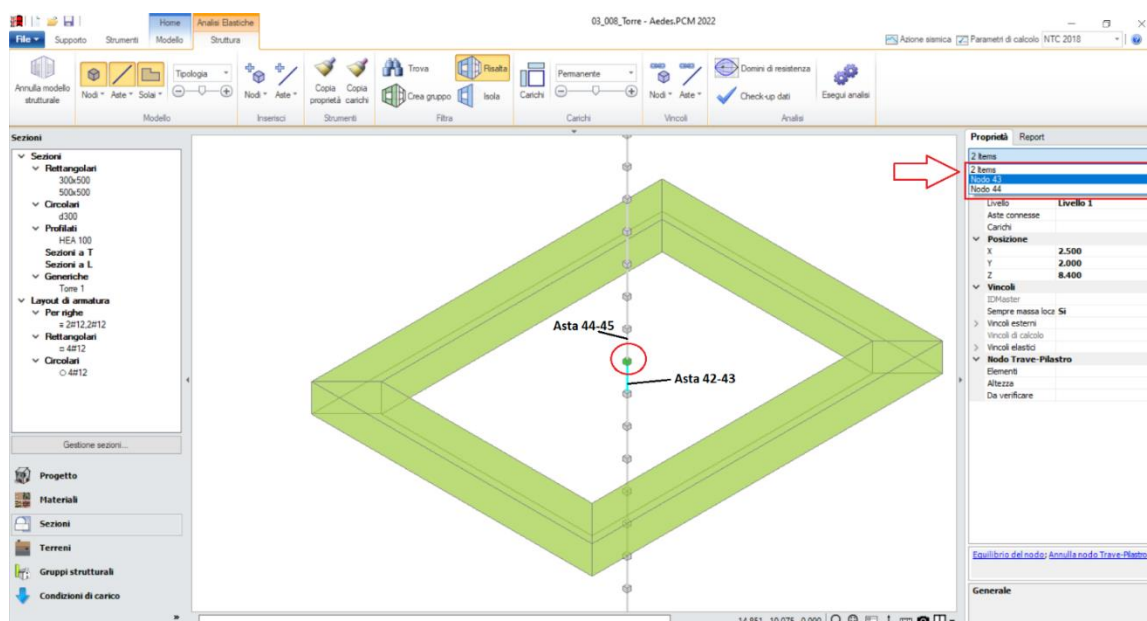 03_008_Torre - Aedes.PCM 2022
Home Analisi Elastiche
File Supporto Strumenti Modello Struttura
Azione sismica Parametri di calcolo NTC 2018
Annulla modello strutturale
Nodi Aste Solai
Tipologia
Modello
Nodi Aste
Inserisci
Copia proprietà
Copia carichi
Strumenti
Trova
Crea gruppo
Risalta
Isola
Filtra
Carichi
Permanente
Carichi
Nodi Aste
Vincoli
Domini di resistenza
Check-up dati
Esegui analisi
Analisi
Sezioni
Sezioni
Rettangolari
300x500
500x500
Circolari
d300
Profilati
HEA 100
Sezioni a T
Sezioni a L
Generiche
Torre 1
Layout di armatura
Per righe
2#12,2#12
Rettangolari
4#12
Circolari
4#12
Gestione sezioni...
Progetto
Materiali
Sezioni
Terreni
Gruppi strutturali
Condizioni di carico
Asta 44-45
Asta 42-43
Proprietà Report
2 Items
2 Items
Nodo 43
Nodo 44
Livello Livello 1
Aste connesse
Carichi
Posizione
X 2.500
Y 2.000
Z 8.400
Vincoli
IDMaster
Sempre massa loca Sì
Vincoli esterni
Vincoli di calcolo
Vincoli elastici
Nodo Trave-Pilastro
Elementi
Altezza
Da verificare
Equilibrio del nodo; Annulla nodo Trave-Pilastro
Generale